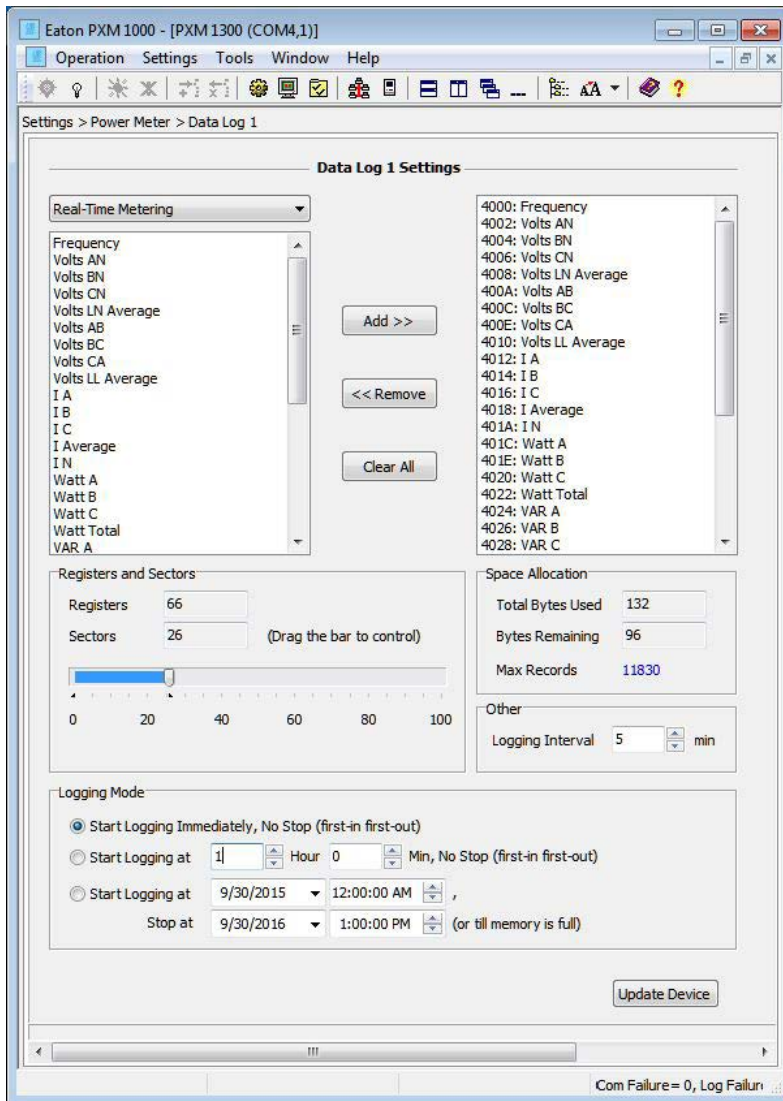 Eaton PXM 1000 - [PXM 1300 (COM4,1)]
Operation Settings Tools Window Help
Settings > Power Meter > Data Log 1
Data Log 1 Settings
Real-Time Metering
Frequency
Volts AN
Volts BN
Volts CN
Volts LN Average
Volts AB
Volts BC
Volts CA
Volts LL Average
I A
I B
I C
I Average
I N
Watt A
Watt B
Watt C
Watt Total
VAR A
Add >>
<< Remove
Clear All
4000: Frequency
4002: Volts AN
4004: Volts BN
4006: Volts CN
4008: Volts LN Average
400A: Volts AB
400C: Volts BC
400E: Volts CA
4010: Volts LL Average
4012: I A
4014: I B
4016: I C
4018: I Average
401A: I N
401C: Watt A
401E: Watt B
4020: Watt C
4022: Watt Total
4024: VAR A
4026: VAR B
4028: VAR C
Registers and Sectors
Registers 66
Sectors 26 (Drag the bar to control)
0 20 40 60 80 100
Space Allocation
Total Bytes Used 132
Bytes Remaining 96
Max Records 11830
Other
Logging Interval 5 min
Logging Mode
Start Logging Immediately, No Stop (first-in first-out)
Start Logging at 1 Hour 0 Min, No Stop (first-in first-out)
Start Logging at 9/30/2015 12:00:00 AM ,
Stop at 9/30/2016 1:00:00 PM (or till memory is full)
Update Device
Com Failure= 0, Log Failur